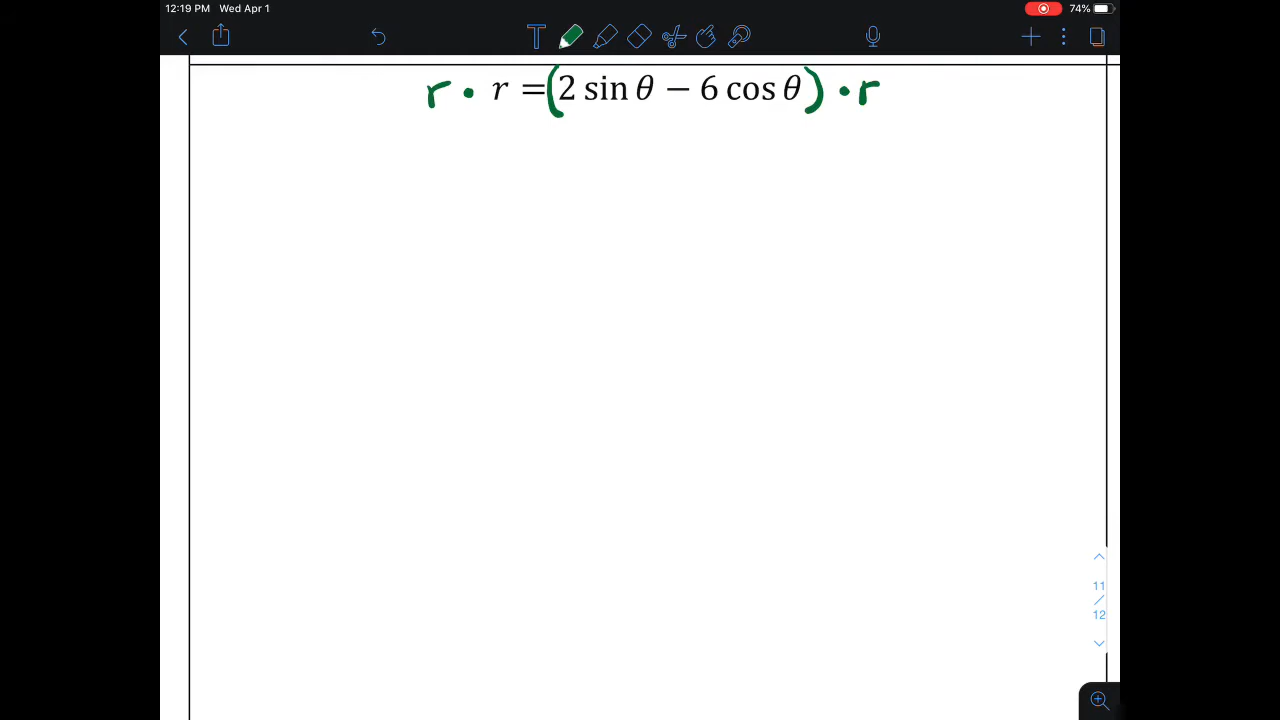 12:19 PM Wed Apr 1
74%
T
r • r = (2 sin θ − 6 cos θ) • r
11
/
12